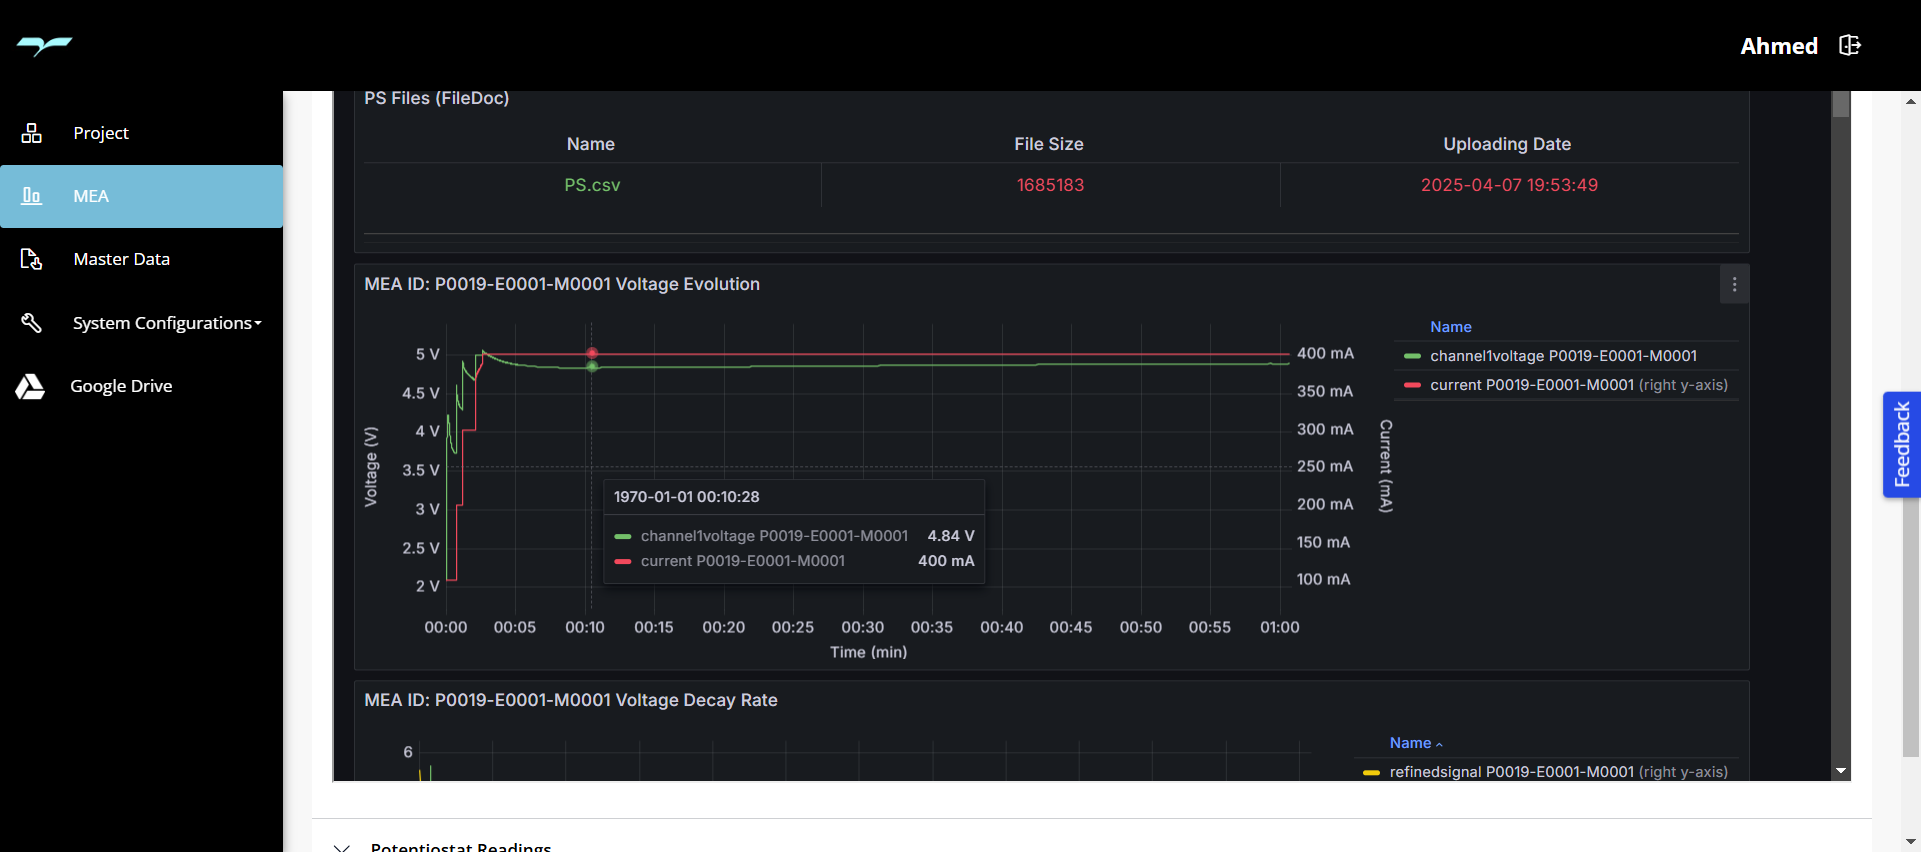 Ahmed
Project
MEA
Master Data
System Configurations
Google Drive
PS Files (FileDoc)
Name File Size Uploading Date
PS.csv 1685183 2025-04-07 19:53:49
MEA ID: P0019-E0001-M0001 Voltage Evolution
Name
channel1voltage P0019-E0001-M0001
current P0019-E0001-M0001 (right y-axis)
5 V
4.5 V
4 V
3.5 V
3 V
2.5 V
2 V
Voltage (V)
400 mA
350 mA
300 mA
250 mA
200 mA
150 mA
100 mA
Current (mA)
1970-01-01 00:10:28
channel1voltage P0019-E0001-M0001 4.84 V
current P0019-E0001-M0001 400 mA
00:00 00:05 00:10 00:15 00:20 00:25 00:30 00:35 00:40 00:45 00:50 00:55 01:00
Time (min)
MEA ID: P0019-E0001-M0001 Voltage Decay Rate
6
Name
refinedsignal P0019-E0001-M0001 (right y-axis)
Potentiostat Readings
Feedback